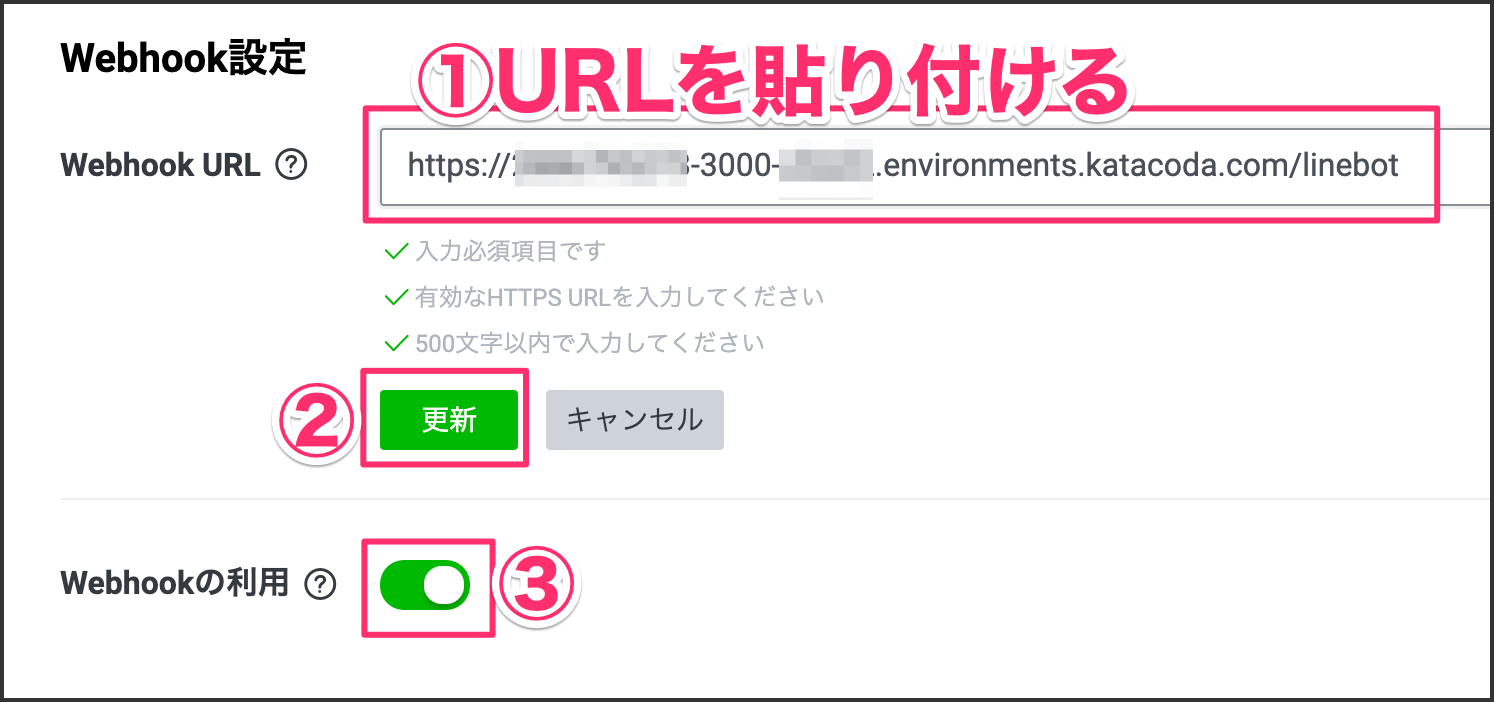 Webhook設定
①URLを貼り付ける
Webhook URL ?
https://-3000-.environments.katacoda.com/linebot
入力必須項目です
有効なHTTPS URLを入力してください
500文字以内で入力してください
② 更新 キャンセル
Webhookの利用 ? ③